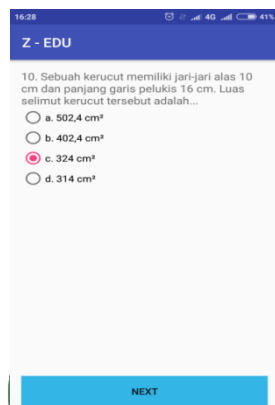 16:28 4G 41%
Z - EDU
10. Sebuah kerucut memiliki jari-jari alas 10
cm dan panjang garis pelukis 16 cm. Luas
selimut kerucut tersebut adalah...
a. 502,4 cm²
b. 402,4 cm²
c. 324 cm²
d. 314 cm²
NEXT